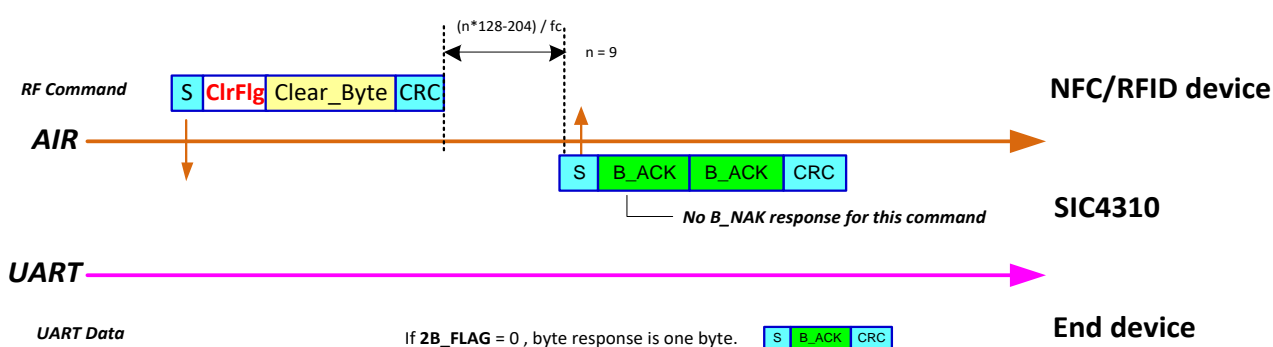 (n*128-204) / fc
n = 9
RF Command
S ClrFlg Clear_Byte CRC
NFC/RFID device
AIR
S B_ACK B_ACK CRC
No B_NAK response for this command
SIC4310
UART
UART Data
If 2B_FLAG = 0 , byte response is one byte.
S B_ACK CRC
End device